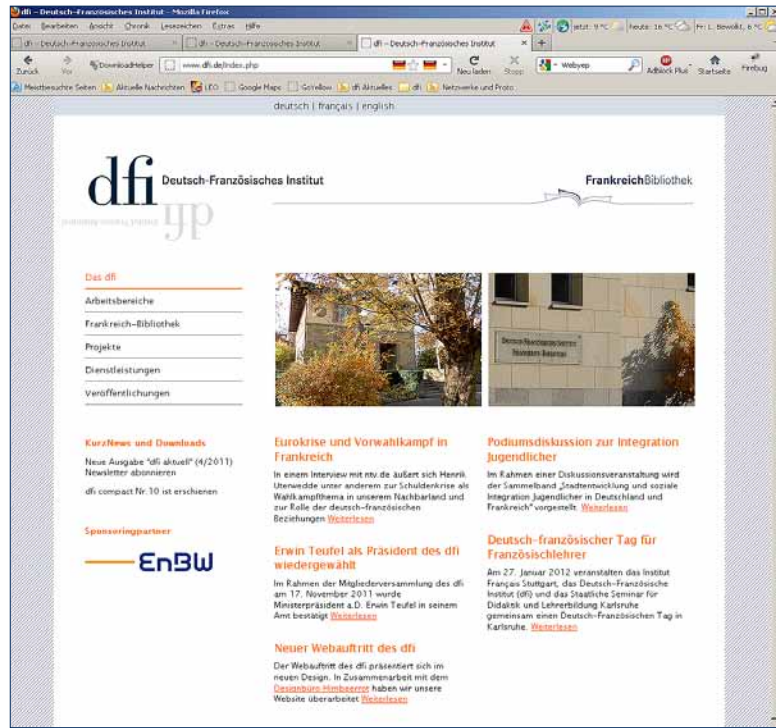 dfi - Deutsch-Französisches Institut - Mozilla Firefox
Datei Bearbeiten Ansicht Chronik Lesezeichen Extras Hilfe
Jetzt: 9 °C Heute: 16 °C Fr: L. Bewölkt, 6 °C
dfi - Deutsch-Französisches Institut
dfi - Deutsch-Französisches Institut
dfi - Deutsch-Französisches Institut
Zurück Vor DownloadHelper www.dfi.de/index.php Neu laden Stopp Webyep Adblock Plus Startseite Firebug
Meistbesuchte Seiten Aktuelle Nachrichten LEO Google Maps GoYellow dfi Aktuelles dfi Netzwerke und Proto
deutsch | français | english
dfi Deutsch-Französisches Institut
FrankreichBibliothek
Das dfi
Arbeitsbereiche
Frankreich-Bibliothek
Projekte
Dienstleistungen
Veröffentlichungen
Deutsch-Französisches Institut
Frankreich-Bibliothek
KurzNews und Downloads
Neue Ausgabe "dfi aktuell" (4/2011)
Newsletter abonnieren
dfi compact Nr. 10 ist erschienen
Sponsoringpartner
EnBW
Eurokrise und Vorwahlkampf in
Frankreich
In einem Interview mit ntv.de äußert sich Henrik
Uterwedde unter anderem zur Schuldenkrise als
Wahlkampfthema in unserem Nachbarland und
zur Rolle der deutsch-französischen
Beziehungen Weiterlesen
Erwin Teufel als Präsident des dfi
wiedergewählt
Im Rahmen der Mitgliederversammlung des dfi
am 17. November 2011 wurde
Ministerpräsident a.D. Erwin Teufel in seinem
Amt bestätigt Weiterlesen
Neuer Webauftritt des dfi
Der Webauftritt des dfi präsentiert sich im
neuen Design. In Zusammenarbeit mit dem
Designbüro Himbeerrot haben wir unsere
Website überarbeitet Weiterlesen
Podiumsdiskussion zur Integration
Jugendlicher
Im Rahmen einer Diskussionsveranstaltung wird
der Sammelband „Stadtentwicklung und soziale
Integration Jugendlicher in Deutschland und
Frankreich" vorgestellt. Weiterlesen
Deutsch-französischer Tag für
Französischlehrer
Am 27. Januar 2012 veranstalten das Institut
Français Stuttgart, das Deutsch-Französische
Institut (dfi) und das Staatliche Seminar für
Didaktik und Lehrerbildung Karlsruhe
gemeinsam einen Deutsch-Französischen Tag in
Karlsruhe. Weiterlesen